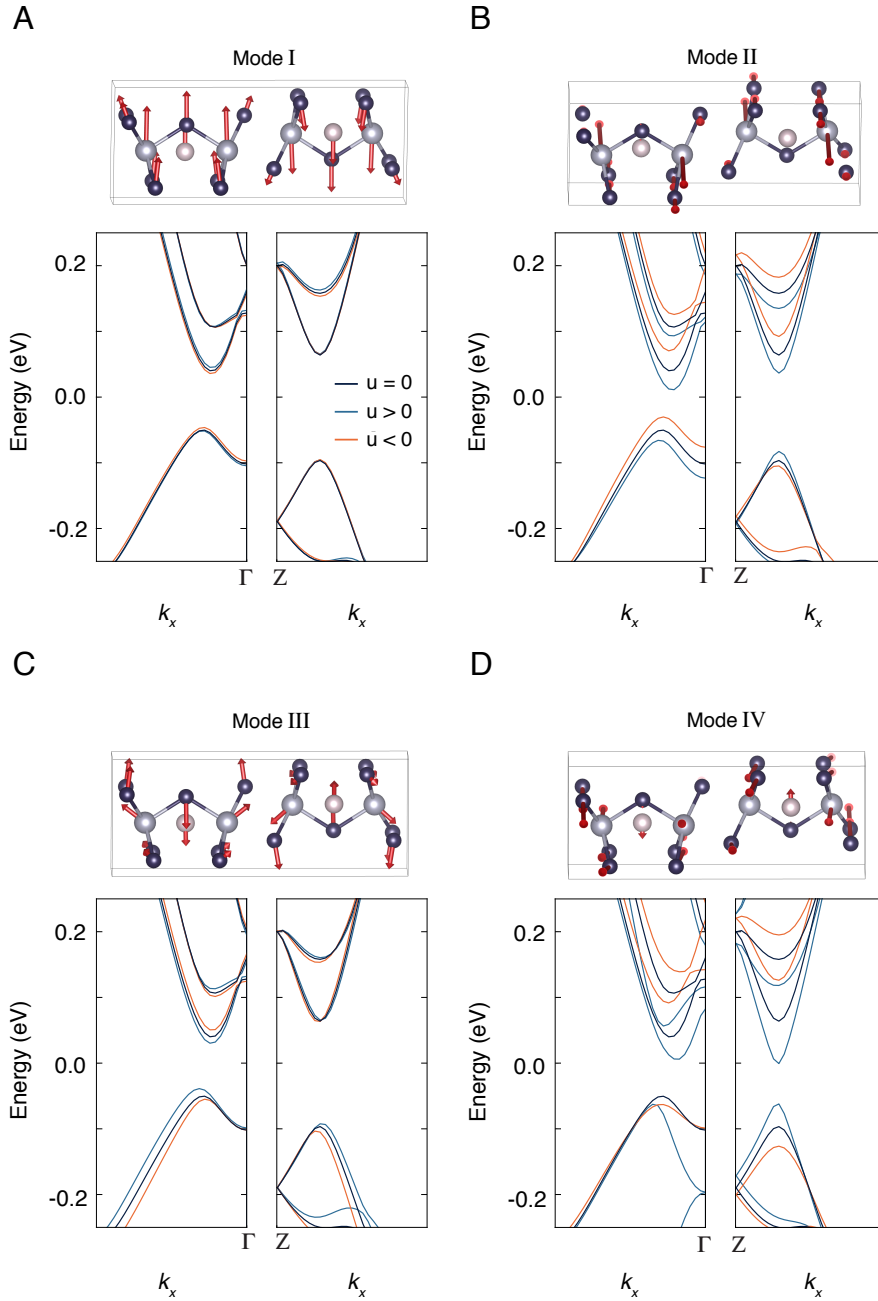 A
Mode I
0.2
0.0
-0.2
Energy (eV)
u = 0
u > 0
u < 0
Γ
Z
kx
kx
B
Mode II
0.2
0.0
-0.2
Energy (eV)
Γ
Z
kx
kx
C
Mode III
0.2
0.0
-0.2
Energy (eV)
Γ
Z
kx
kx
D
Mode IV
0.2
0.0
-0.2
Energy (eV)
Γ
Z
kx
kx